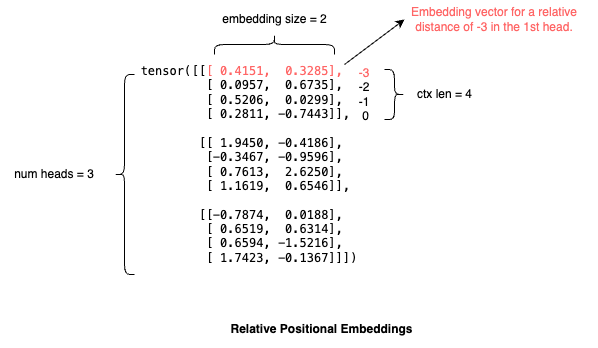 embedding size = 2
Embedding vector for a relative
distance of -3 in the 1st head.
tensor([[[ 0.4151,  0.3285], -3
[ 0.0957,  0.6735], -2
[ 0.5206,  0.0299], -1
[ 0.2811, -0.7443]], 0
ctx len = 4
[[ 1.9450, -0.4186],
[-0.3467, -0.9596],
[ 0.7613,  2.6250],
[ 1.1619,  0.6546]],
num heads = 3
[[-0.7874,  0.0188],
[ 0.6519,  0.6314],
[ 0.6594, -1.5216],
[ 1.7423, -0.1367]]])
Relative Positional Embeddings